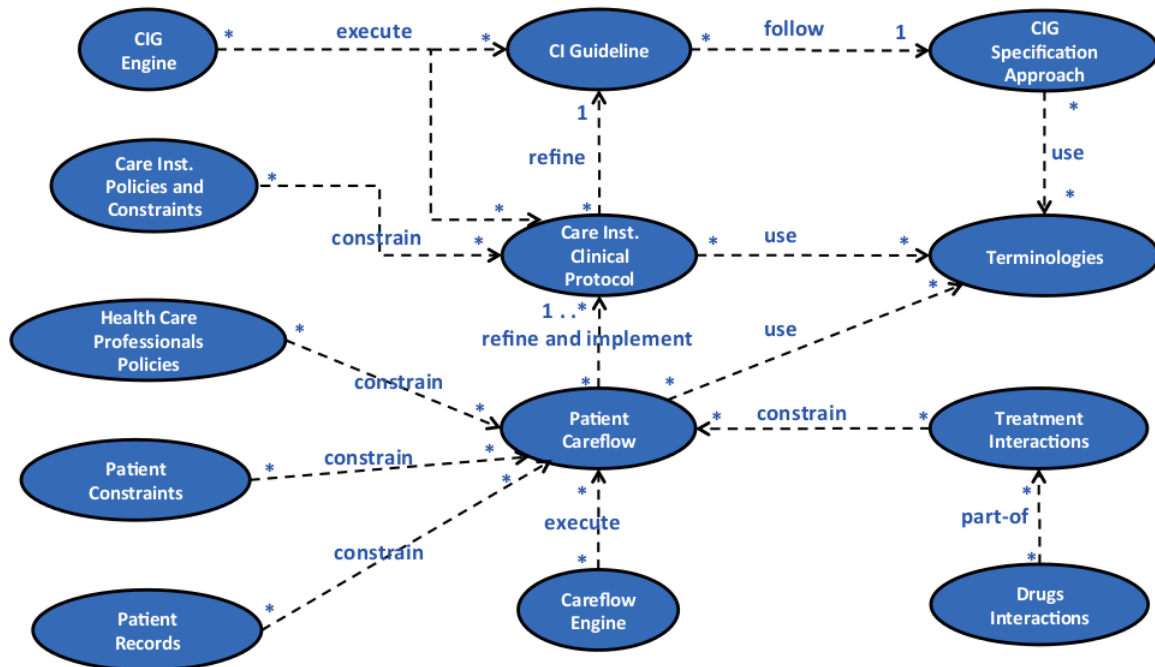 CIG
Engine
*
execute
*
CI Guideline
*
follow
1
CIG
Specification
Approach
*
use
*
1
refine
*
Care Inst.
Policies and
Constraints
*
constrain
*
*
Care Inst.
Clinical
Protocol
*
use
*
Terminologies
*
use
*
1 . . *
refine and implement
*
Health Care
Professionals
Policies
*
constrain
*
Patient
Careflow
*
constrain
*
Treatment
Interactions
Patient
Constraints
*
constrain
*
*
constrain
*
Patient
Records
*
execute
*
Careflow
Engine
*
part-of
*
Drugs
Interactions